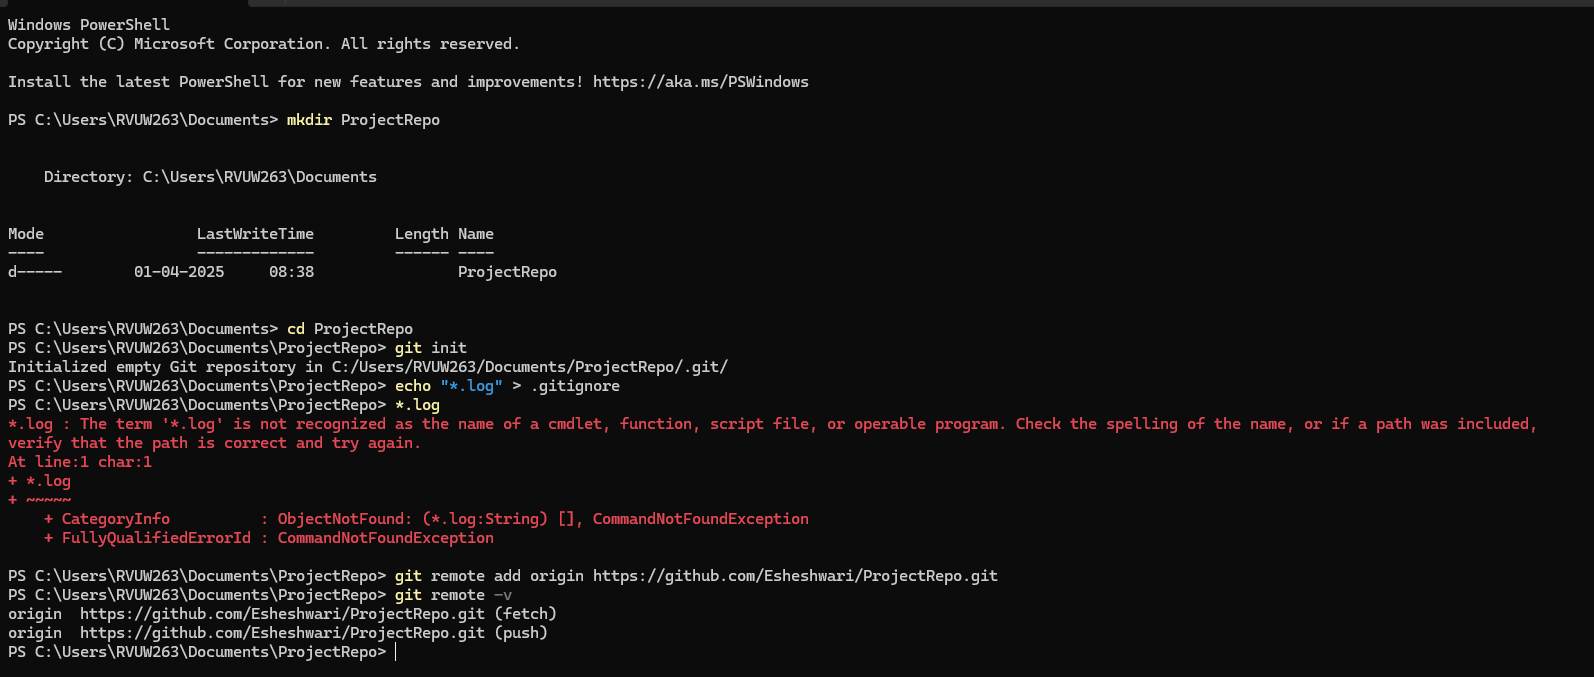 Windows PowerShell
Copyright (C) Microsoft Corporation. All rights reserved.
Install the latest PowerShell for new features and improvements! https://aka.ms/PSWindows
PS C:\Users\RVUW263\Documents> mkdir ProjectRepo
    Directory: C:\Users\RVUW263\Documents
Mode                 LastWriteTime         Length Name
----                 -------------         ------ ----
d-----        01-04-2025     08:38                ProjectRepo
PS C:\Users\RVUW263\Documents> cd ProjectRepo
PS C:\Users\RVUW263\Documents\ProjectRepo> git init
Initialized empty Git repository in C:/Users/RVUW263/Documents/ProjectRepo/.git/
PS C:\Users\RVUW263\Documents\ProjectRepo> echo "*.log" > .gitignore
PS C:\Users\RVUW263\Documents\ProjectRepo> *.log
*.log : The term '*.log' is not recognized as the name of a cmdlet, function, script file, or operable program. Check the spelling of the name, or if a path was included,
verify that the path is correct and try again.
At line:1 char:1
+ *.log
+ ~~~~~
    + CategoryInfo          : ObjectNotFound: (*.log:String) [], CommandNotFoundException
    + FullyQualifiedErrorId : CommandNotFoundException
PS C:\Users\RVUW263\Documents\ProjectRepo> git remote add origin https://github.com/Esheshwari/ProjectRepo.git
PS C:\Users\RVUW263\Documents\ProjectRepo> git remote -v
origin  https://github.com/Esheshwari/ProjectRepo.git (fetch)
origin  https://github.com/Esheshwari/ProjectRepo.git (push)
PS C:\Users\RVUW263\Documents\ProjectRepo>